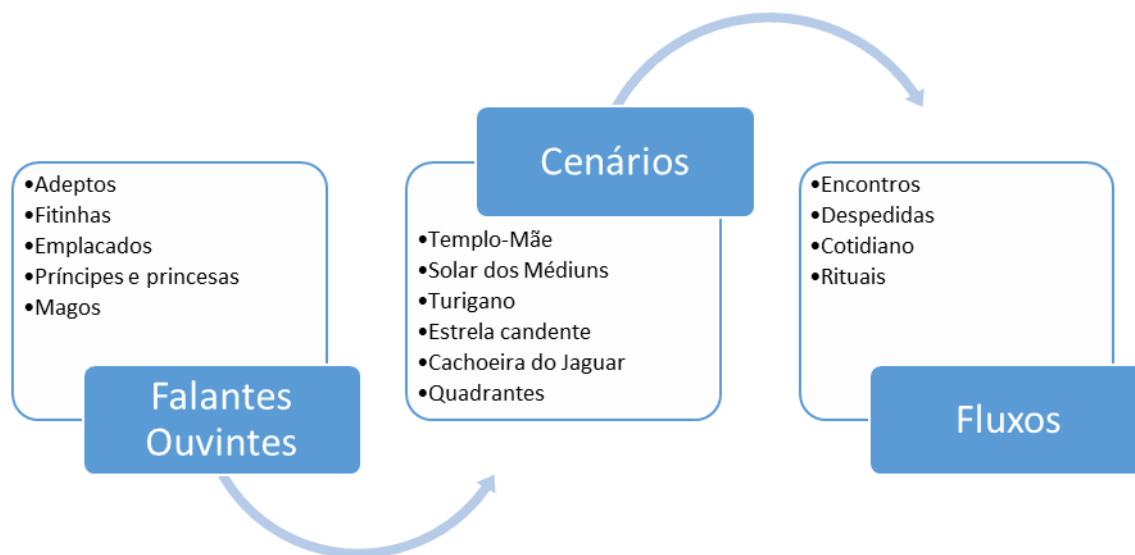 •Adeptos
•Fitinhas
•Emplacados
•Príncipes e princesas
•Magos
Falantes
Ouvintes
Cenários
•Templo-Mãe
•Solar dos Médiuns
•Turigano
•Estrela candente
•Cachoeira do Jaguar
•Quadrantes
•Encontros
•Despedidas
•Cotidiano
•Rituais
Fluxos